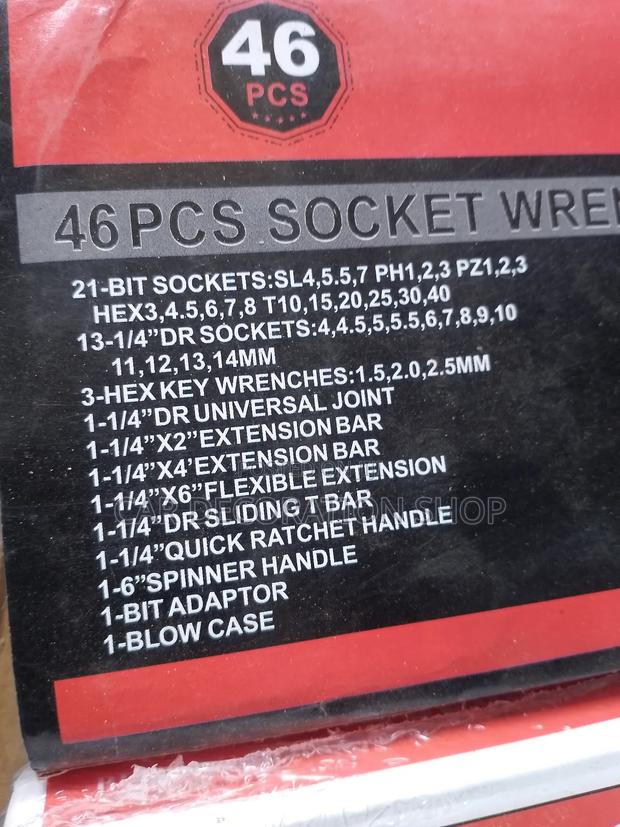 46
PCS
46PCS SOCKET WREN
21-BIT SOCKETS:SL4,5.5,7 PH1,2,3 PZ1,2,3
HEX3,4.5,6,7,8 T10,15,20,25,30,40
13-1/4”DR SOCKETS:4,4.5,5,5.5,6,7,8,9,10
11,12,13,14MM
3-HEX KEY WRENCHES:1.5,2.0,2.5MM
1-1/4”DR UNIVERSAL JOINT
1-1/4”X2”EXTENSION BAR
1-1/4”X4'EXTENSION BAR
1-1/4”X6”FLEXIBLE EXTENSION
CAR DECORATION SHOP
1-1/4”DR SLIDING T BAR
1-1/4”QUICK RATCHET HANDLE
1-6”SPINNER HANDLE
1-BIT ADAPTOR
1-BLOW CASE